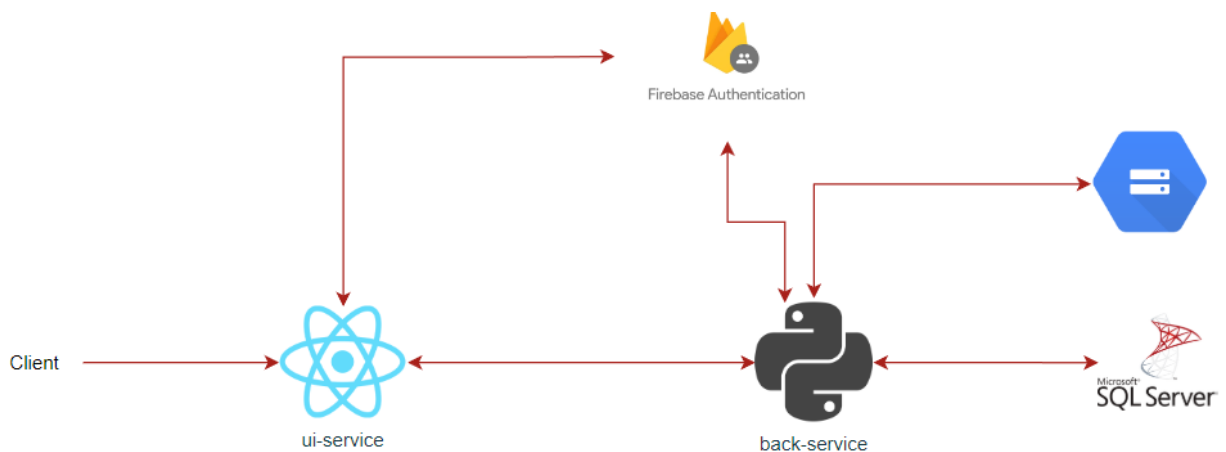 Firebase Authentication
Client
Microsoft®
SQL Server
ui-service
back-service